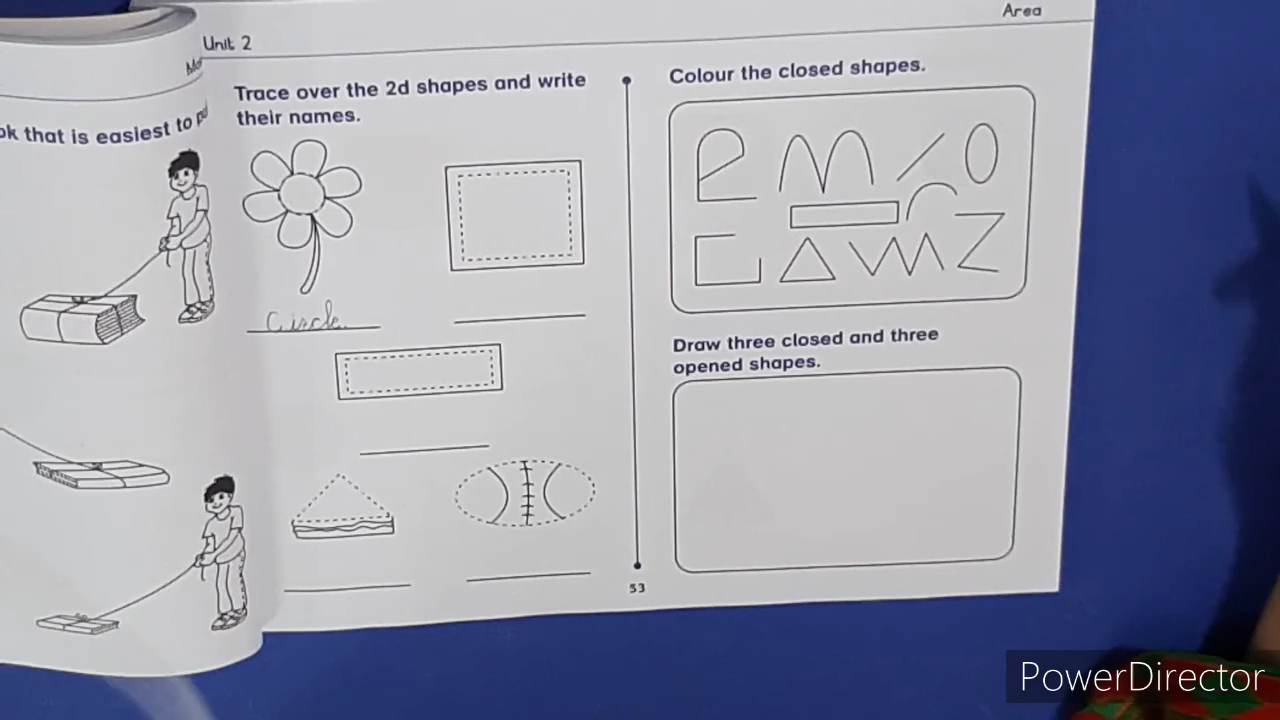 Unit 2
Area
ok that is easiest to
Trace over the 2d shapes and write
their names.
Circle
Colour the closed shapes.
Draw three closed and three
opened shapes.
53
PowerDirector